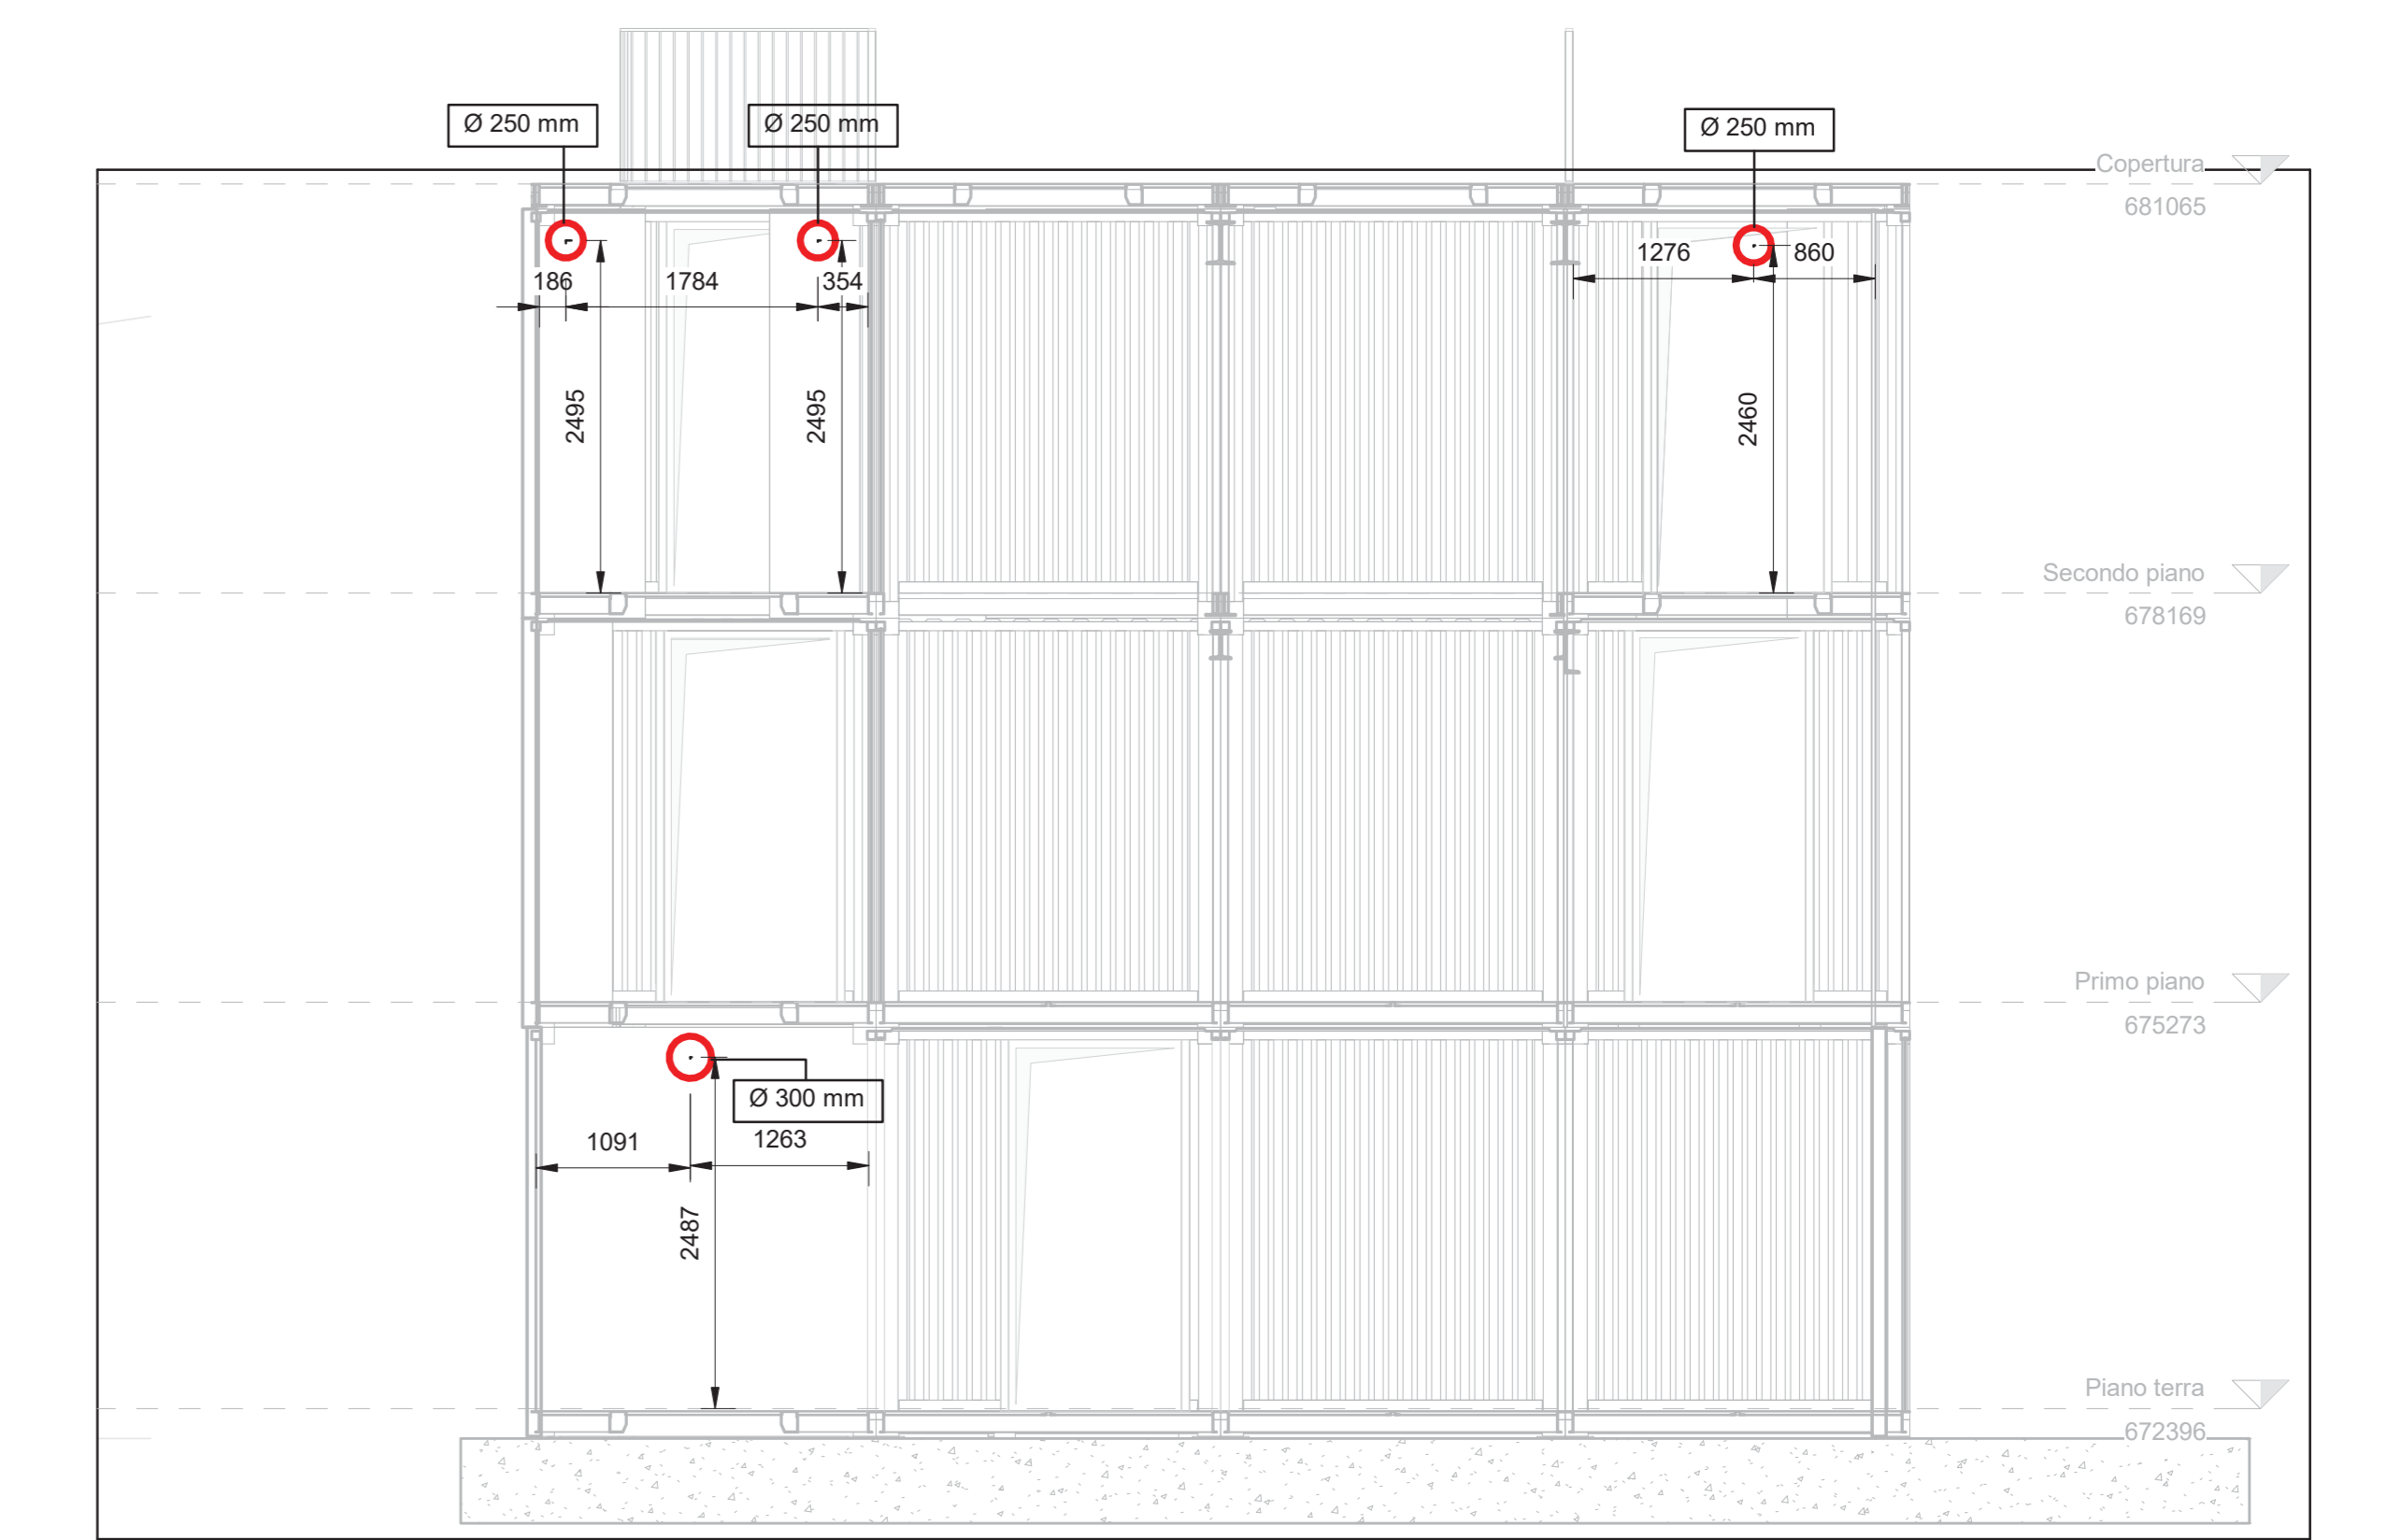 Ø 250 mm
Ø 250 mm
Ø 250 mm
Copertura
681065
186
1784
354
1276
860
2495
2495
2460
Secondo piano
678169
Primo piano
675273
Ø 300 mm
1091
1263
2487
Piano terra
672396